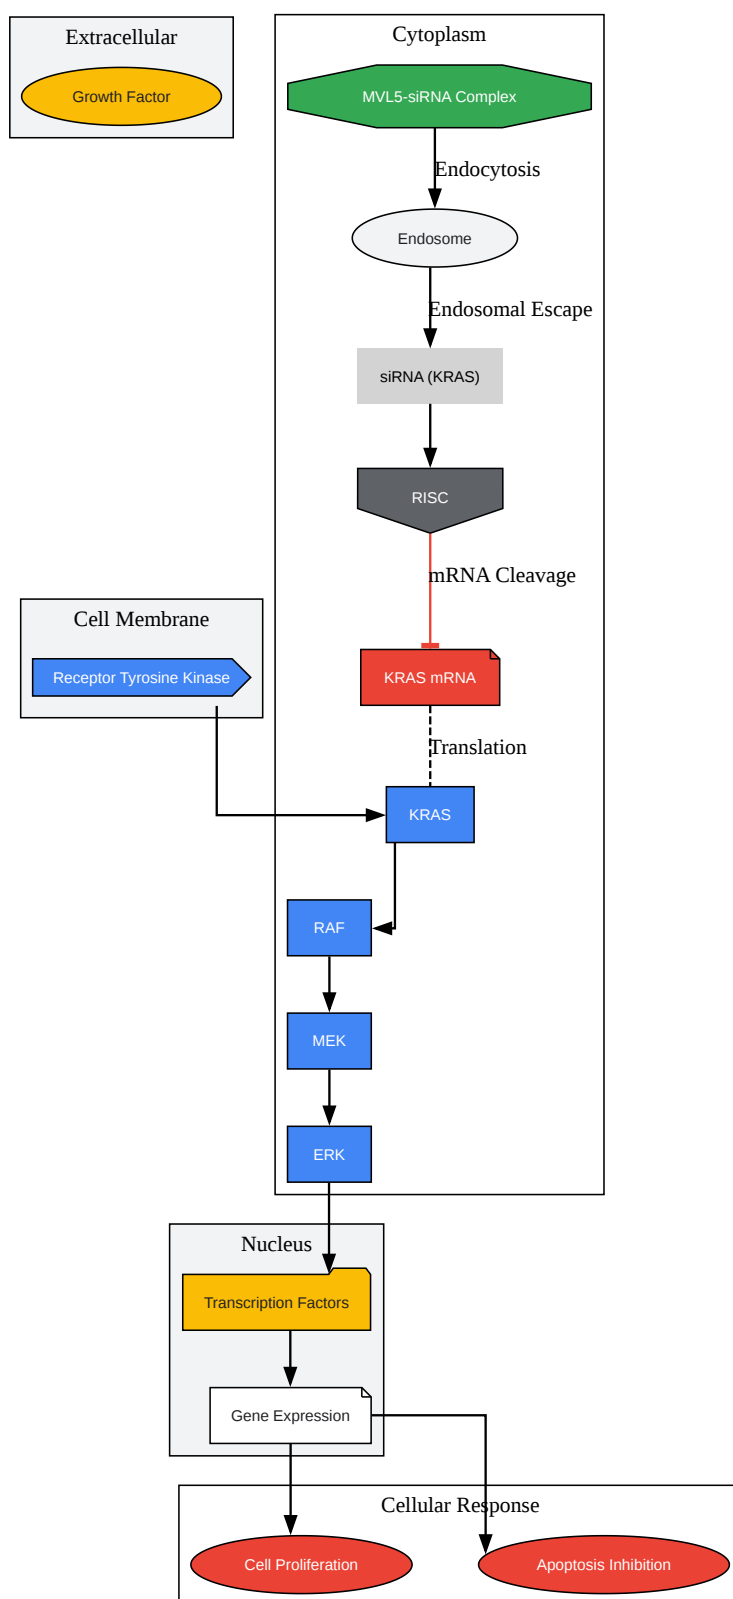 Extracellular
Growth Factor
Cytoplasm
MVL5-siRNA Complex
Endocytosis
Endosome
Endosomal Escape
siRNA (KRAS)
RISC
mRNA Cleavage
Cell Membrane
Receptor Tyrosine Kinase
KRAS mRNA
Translation
KRAS
RAF
MEK
ERK
Nucleus
Transcription Factors
Gene Expression
Cellular Response
Cell Proliferation
Apoptosis Inhibition